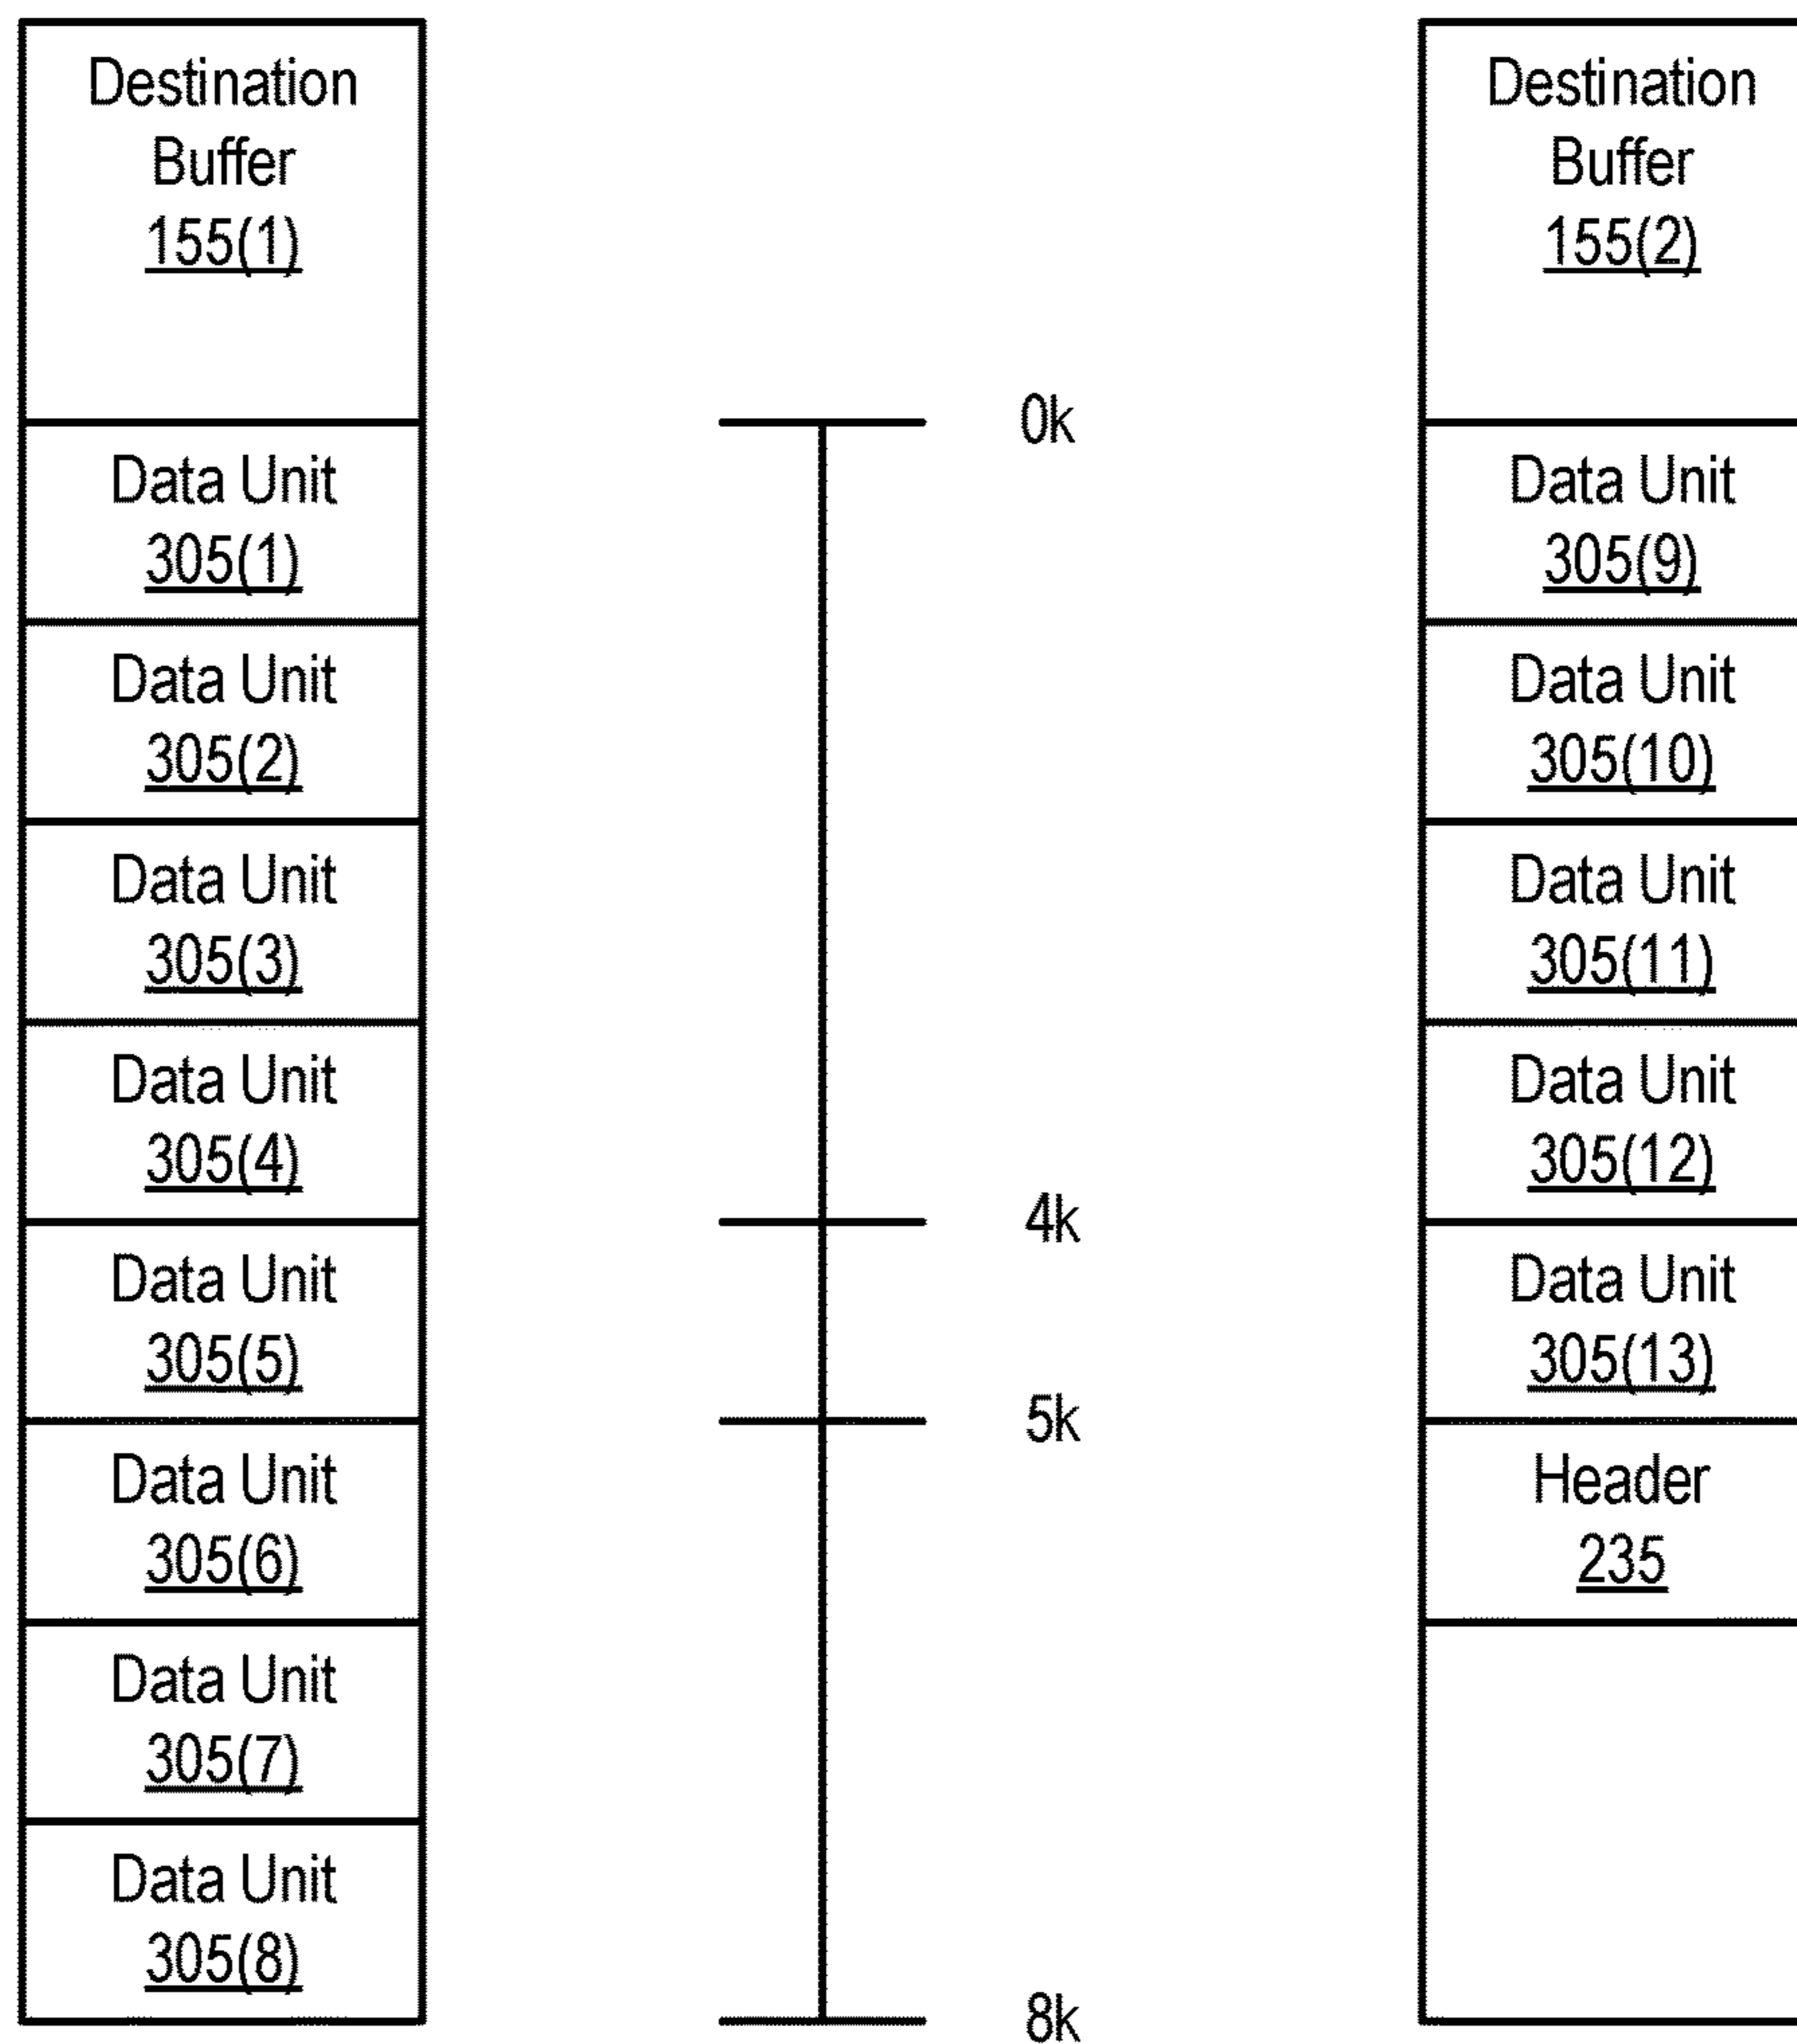 Destination
Buffer
155(1)
Data Unit
305(1)
Data Unit
305(2)
Data Unit
305(3)
Data Unit
305(4)
Data Unit
305(5)
Data Unit
305(6)
Data Unit
305(7)
Data Unit
305(8)
0k
4k
5k
8k
Destination
Buffer
155(2)
Data Unit
305(9)
Data Unit
305(10)
Data Unit
305(11)
Data Unit
305(12)
Data Unit
305(13)
Header
235